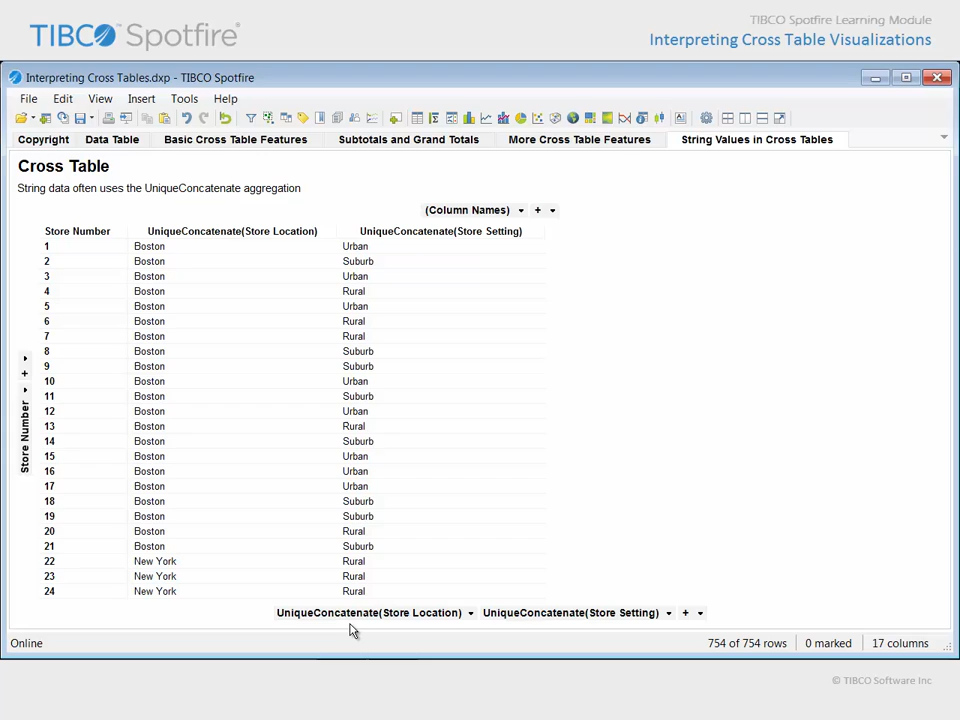 TIBCO Spotfire®
TIBCO Spotfire Learning Module
Interpreting Cross Table Visualizations
Interpreting Cross Tables.dxp - TIBCO Spotfire
File Edit View Insert Tools Help
Copyright Data Table Basic Cross Table Features Subtotals and Grand Totals More Cross Table Features String Values in Cross Tables
Cross Table
String data often uses the UniqueConcatenate aggregation
(Column Names) +
Store Number UniqueConcatenate(Store Location) UniqueConcatenate(Store Setting)
1 Boston Urban
2 Boston Suburb
3 Boston Urban
4 Boston Rural
5 Boston Urban
6 Boston Rural
7 Boston Rural
8 Boston Suburb
9 Boston Suburb
10 Boston Urban
11 Boston Suburb
12 Boston Urban
13 Boston Rural
14 Boston Suburb
15 Boston Urban
16 Boston Urban
17 Boston Urban
18 Boston Suburb
19 Boston Suburb
20 Boston Rural
21 Boston Suburb
22 New York Rural
23 New York Rural
24 New York Rural
Store Number +
UniqueConcatenate(Store Location) UniqueConcatenate(Store Setting) +
Online 754 of 754 rows 0 marked 17 columns
© TIBCO Software Inc